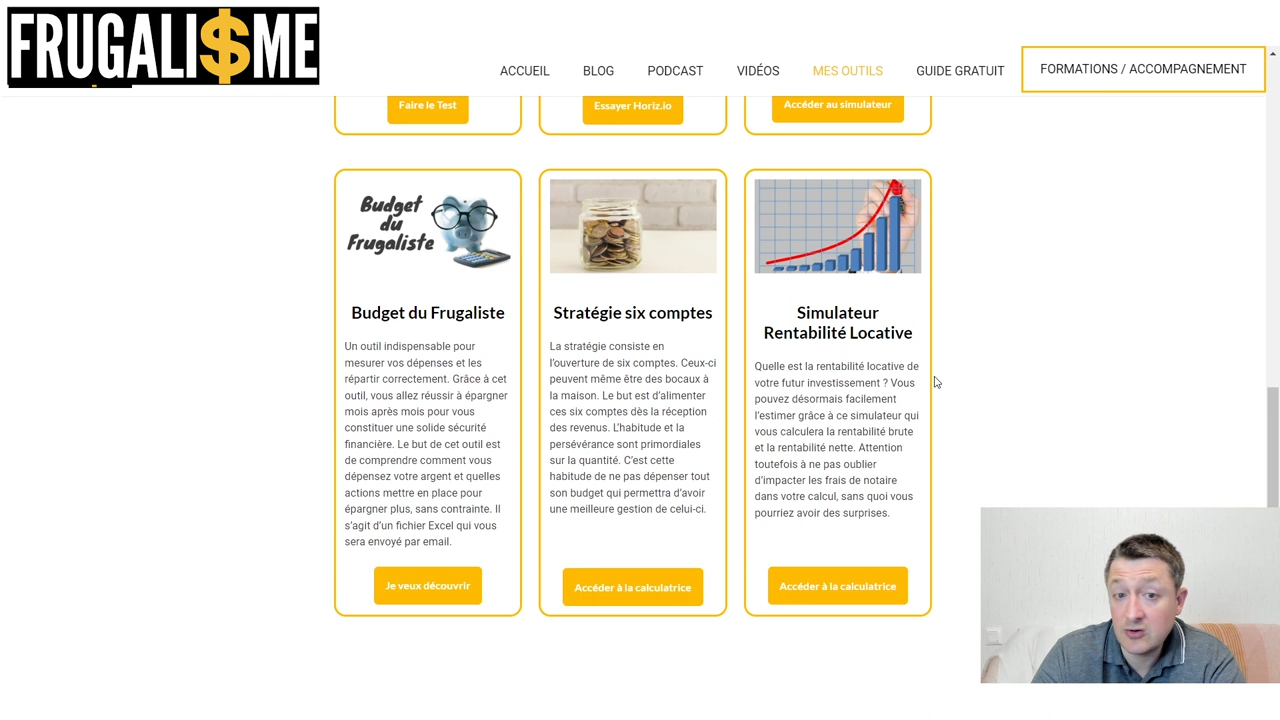 FRUGALI$ME
ACCUEIL
BLOG
PODCAST
VIDÉOS
MES OUTILS
GUIDE GRATUIT
FORMATIONS / ACCOMPAGNEMENT
Faire le Test
Essayer Horiz.io
Accéder au simulateur
Budget
du
Frugaliste
Budget du Frugaliste
Un outil indispensable pour
mesurer vos dépenses et les
répartir correctement. Grâce à cet
outil, vous allez réussir à épargner
mois après mois pour vous
constituer une solide sécurité
financière. Le but de cet outil est
de comprendre comment vous
dépensez votre argent et quelles
actions mettre en place pour
épargner plus, sans contrainte. Il
s'agit d'un fichier Excel qui vous
sera envoyé par email.
Je veux découvrir
Stratégie six comptes
La stratégie consiste en
l'ouverture de six comptes. Ceux-ci
peuvent même être des bocaux à
la maison. Le but est d'alimenter
ces six comptes dès la réception
des revenus. L'habitude et la
persévérance sont primordiales
sur la quantité. C'est cette
habitude de ne pas dépenser tout
son budget qui permettra d'avoir
une meilleure gestion de celui-ci.
Accéder à la calculatrice
Simulateur
Rentabilité Locative
Quelle est la rentabilité locative de
votre futur investissement ? Vous
pouvez désormais facilement
l'estimer grâce à ce simulateur qui
vous calculera la rentabilité brute
et la rentabilité nette. Attention
toutefois à ne pas oublier
d'impacter les frais de notaire
dans votre calcul, sans quoi vous
pourriez avoir des surprises.
Accéder à la calculatrice